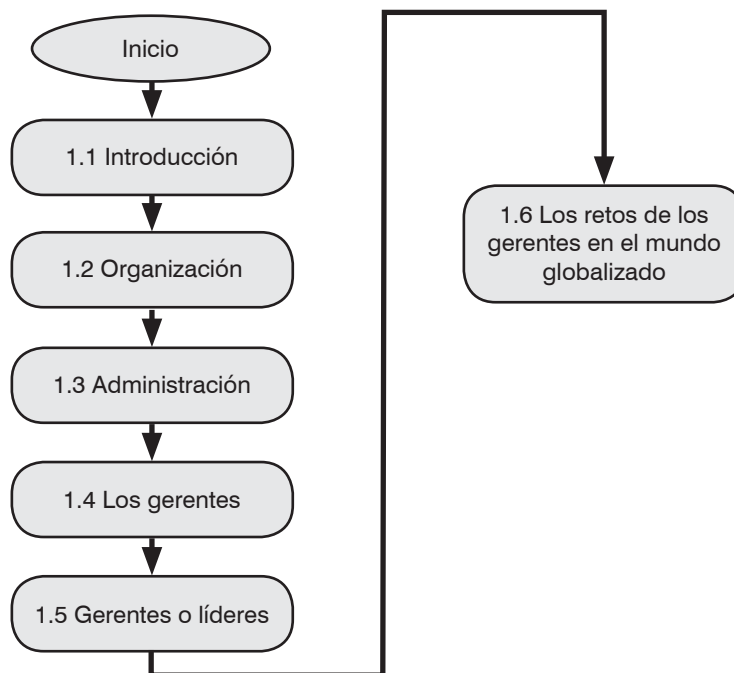 Inicio
1.1 Introducción
1.2 Organización
1.3 Administración
1.4 Los gerentes
1.5 Gerentes o líderes
1.6 Los retos de los
gerentes en el mundo
globalizado